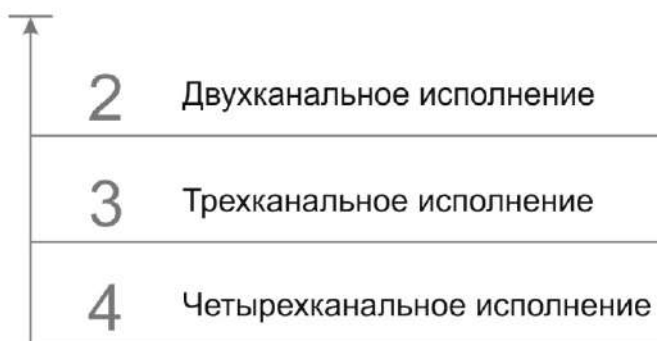 2 Двухканальное исполнение
3 Трехканальное исполнение
4 Четырехканальное исполнение